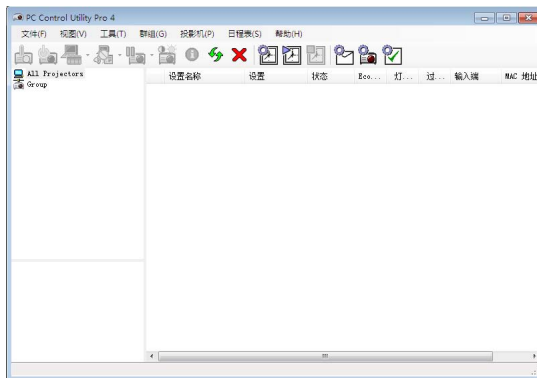 PC Control Utility Pro 4
文件(F) 视图(V) 工具(T) 群组(G) 投影机(P) 日程表(S) 帮助(H)
All Projectors
Group
设置名称 设置 状态 Eco... 灯... 过... 输入端 MAC 地址